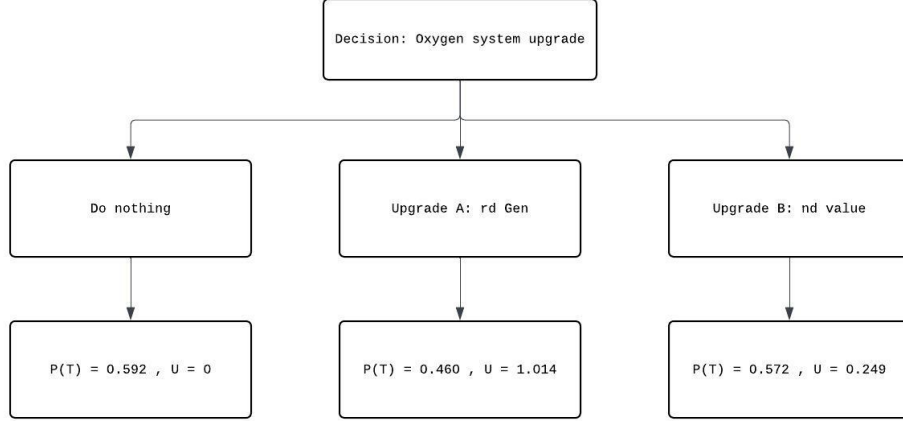 Decision: Oxygen system upgrade
Do nothing
Upgrade A: rd Gen
Upgrade B: nd value
P(T) = 0.592 , U = 0
P(T) = 0.460 , U = 1.014
P(T) = 0.572 , U = 0.249